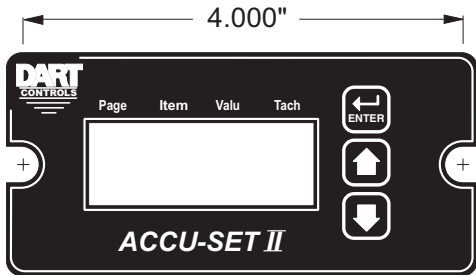 4.000"
DART
CONTROLS
Page Item Valu Tach
ENTER
ACCU-SET II